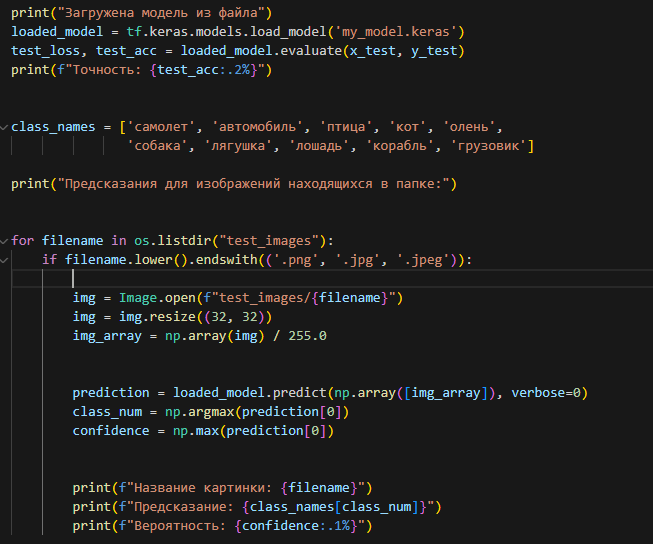 print("Загружена модель из файла")
loaded_model = tf.keras.models.load_model('my_model.keras')
test_loss, test_acc = loaded_model.evaluate(x_test, y_test)
print(f"Точность: {test_acc:.2%}")
class_names = ['самолет', 'автомобиль', 'птица', 'кот', 'олень',
'собака', 'лягушка', 'лошадь', 'корабль', 'грузовик']
print("Предсказания для изображений находящихся в папке:")
for filename in os.listdir("test_images"):
if filename.lower().endswith(('.png', '.jpg', '.jpeg')):
img = Image.open(f"test_images/{filename}")
img = img.resize((32, 32))
img_array = np.array(img) / 255.0
prediction = loaded_model.predict(np.array([img_array]), verbose=0)
class_num = np.argmax(prediction[0])
confidence = np.max(prediction[0])
print(f"Название картинки: {filename}")
print(f"Предсказание: {class_names[class_num]}")
print(f"Вероятность: {confidence:.1%}")